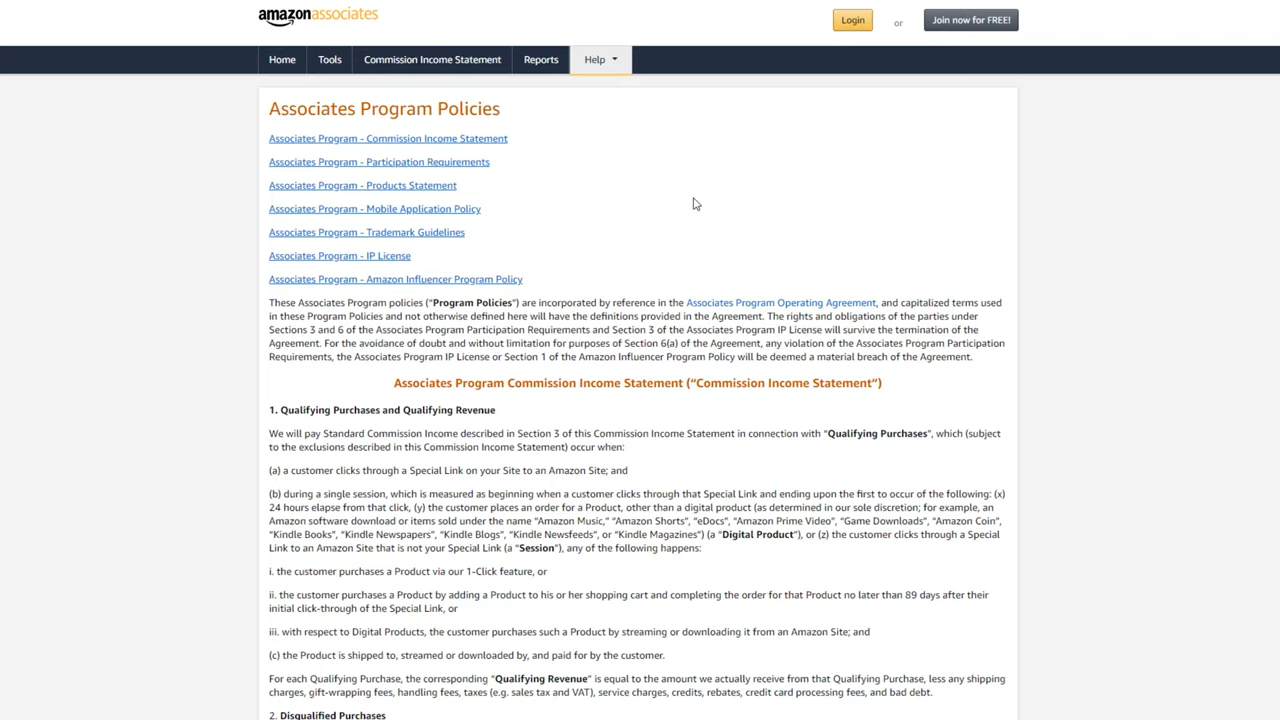 amazonassociates
Login
or
Join now for FREE!
Home
Tools
Commission Income Statement
Reports
Help
Associates Program Policies
Associates Program - Commission Income Statement
Associates Program - Participation Requirements
Associates Program - Products Statement
Associates Program - Mobile Application Policy
Associates Program - Trademark Guidelines
Associates Program - IP License
Associates Program - Amazon Influencer Program Policy
These Associates Program policies (“Program Policies”) are incorporated by reference in the Associates Program Operating Agreement, and capitalized terms used
in these Program Policies and not otherwise defined here will have the definitions provided in the Agreement. The rights and obligations of the parties under
Sections 3 and 6 of the Associates Program Participation Requirements and Section 3 of the Associates Program IP License will survive the termination of the
Agreement. For the avoidance of doubt and without limitation for purposes of Section 6(a) of the Agreement, any violation of the Associates Program Participation
Requirements, the Associates Program IP License or Section 1 of the Amazon Influencer Program Policy will be deemed a material breach of the Agreement.
Associates Program Commission Income Statement (“Commission Income Statement”)
1. Qualifying Purchases and Qualifying Revenue
We will pay Standard Commission Income described in Section 3 of this Commission Income Statement in connection with “Qualifying Purchases”, which (subject
to the exclusions described in this Commission Income Statement) occur when:
(a) a customer clicks through a Special Link on your Site to an Amazon Site; and
(b) during a single session, which is measured as beginning when a customer clicks through that Special Link and ending upon the first to occur of the following: (x)
24 hours elapse from that click, (y) the customer places an order for a Product, other than a digital product (as determined in our sole discretion; for example, an
Amazon software download or items sold under the name “Amazon Music,” “Amazon Shorts”, “eDocs”, “Amazon Prime Video”, “Game Downloads”, “Amazon Coin”,
“Kindle Books”, “Kindle Newspapers”, “Kindle Blogs”, “Kindle Newsfeeds”, or “Kindle Magazines”) (a “Digital Product”), or (z) the customer clicks through a Special
Link to an Amazon Site that is not your Special Link (a “Session”), any of the following happens:
i. the customer purchases a Product via our 1-Click feature, or
ii. the customer purchases a Product by adding a Product to his or her shopping cart and completing the order for that Product no later than 89 days after their
initial click-through of the Special Link, or
iii. with respect to Digital Products, the customer purchases such a Product by streaming or downloading it from an Amazon Site; and
(c) the Product is shipped to, streamed or downloaded by, and paid for by the customer.
For each Qualifying Purchase, the corresponding “Qualifying Revenue” is equal to the amount we actually receive from that Qualifying Purchase, less any shipping
charges, gift-wrapping fees, handling fees, taxes (e.g. sales tax and VAT), service charges, credits, rebates, credit card processing fees, and bad debt.
2. Disqualified Purchases